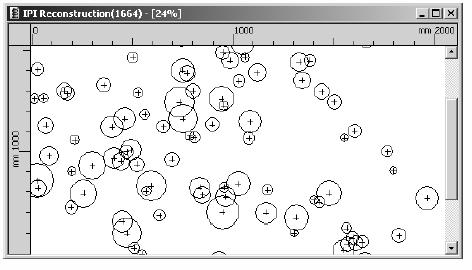 IPI Reconstruction(1664) - [24%]
0 1000 mm 2000
mm 1000